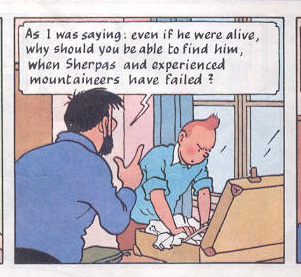 As I was saying: even if he were alive,
why should you be able to find him,
when Sherpas and experienced
mountaineers have failed ?